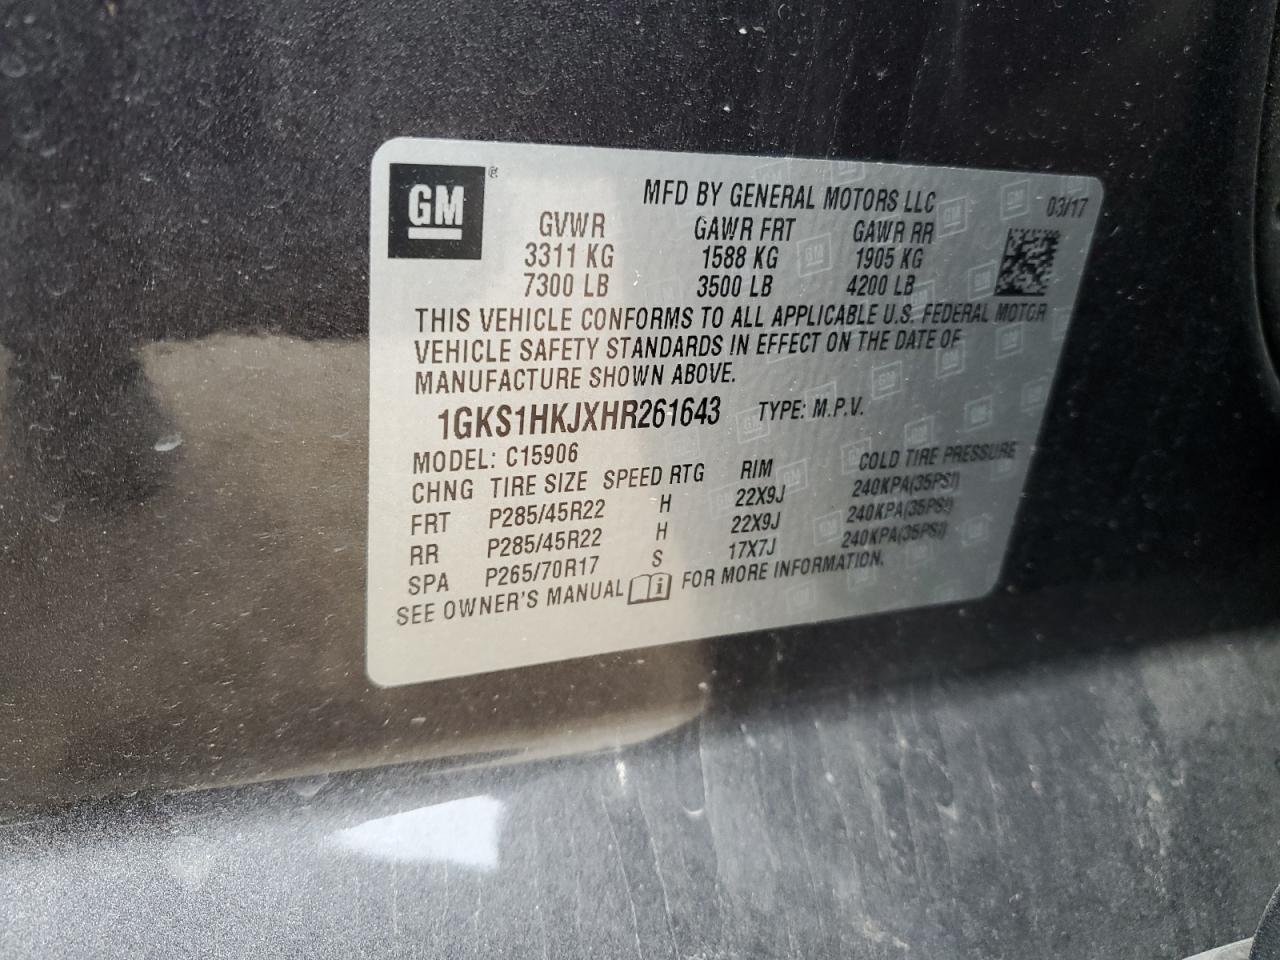 GM ®
MFD BY GENERAL MOTORS LLC 03/17
GVWR GAWR FRT GAWR RR
3311 KG 1588 KG 1905 KG
7300 LB 3500 LB 4200 LB
THIS VEHICLE CONFORMS TO ALL APPLICABLE U.S. FEDERAL MOTOR
VEHICLE SAFETY STANDARDS IN EFFECT ON THE DATE OF
MANUFACTURE SHOWN ABOVE.
1GKS1HKJXHR261643 TYPE: M.P.V.
MODEL: C15906
CHNG TIRE SIZE SPEED RTG RIM COLD TIRE PRESSURE
FRT P285/45R22 H 22X9J 240KPA(35PSI)
RR P285/45R22 H 22X9J 240KPA(35PSI)
SPA P265/70R17 S 17X7J 240KPA(35PSI)
SEE OWNER'S MANUAL FOR MORE INFORMATION.